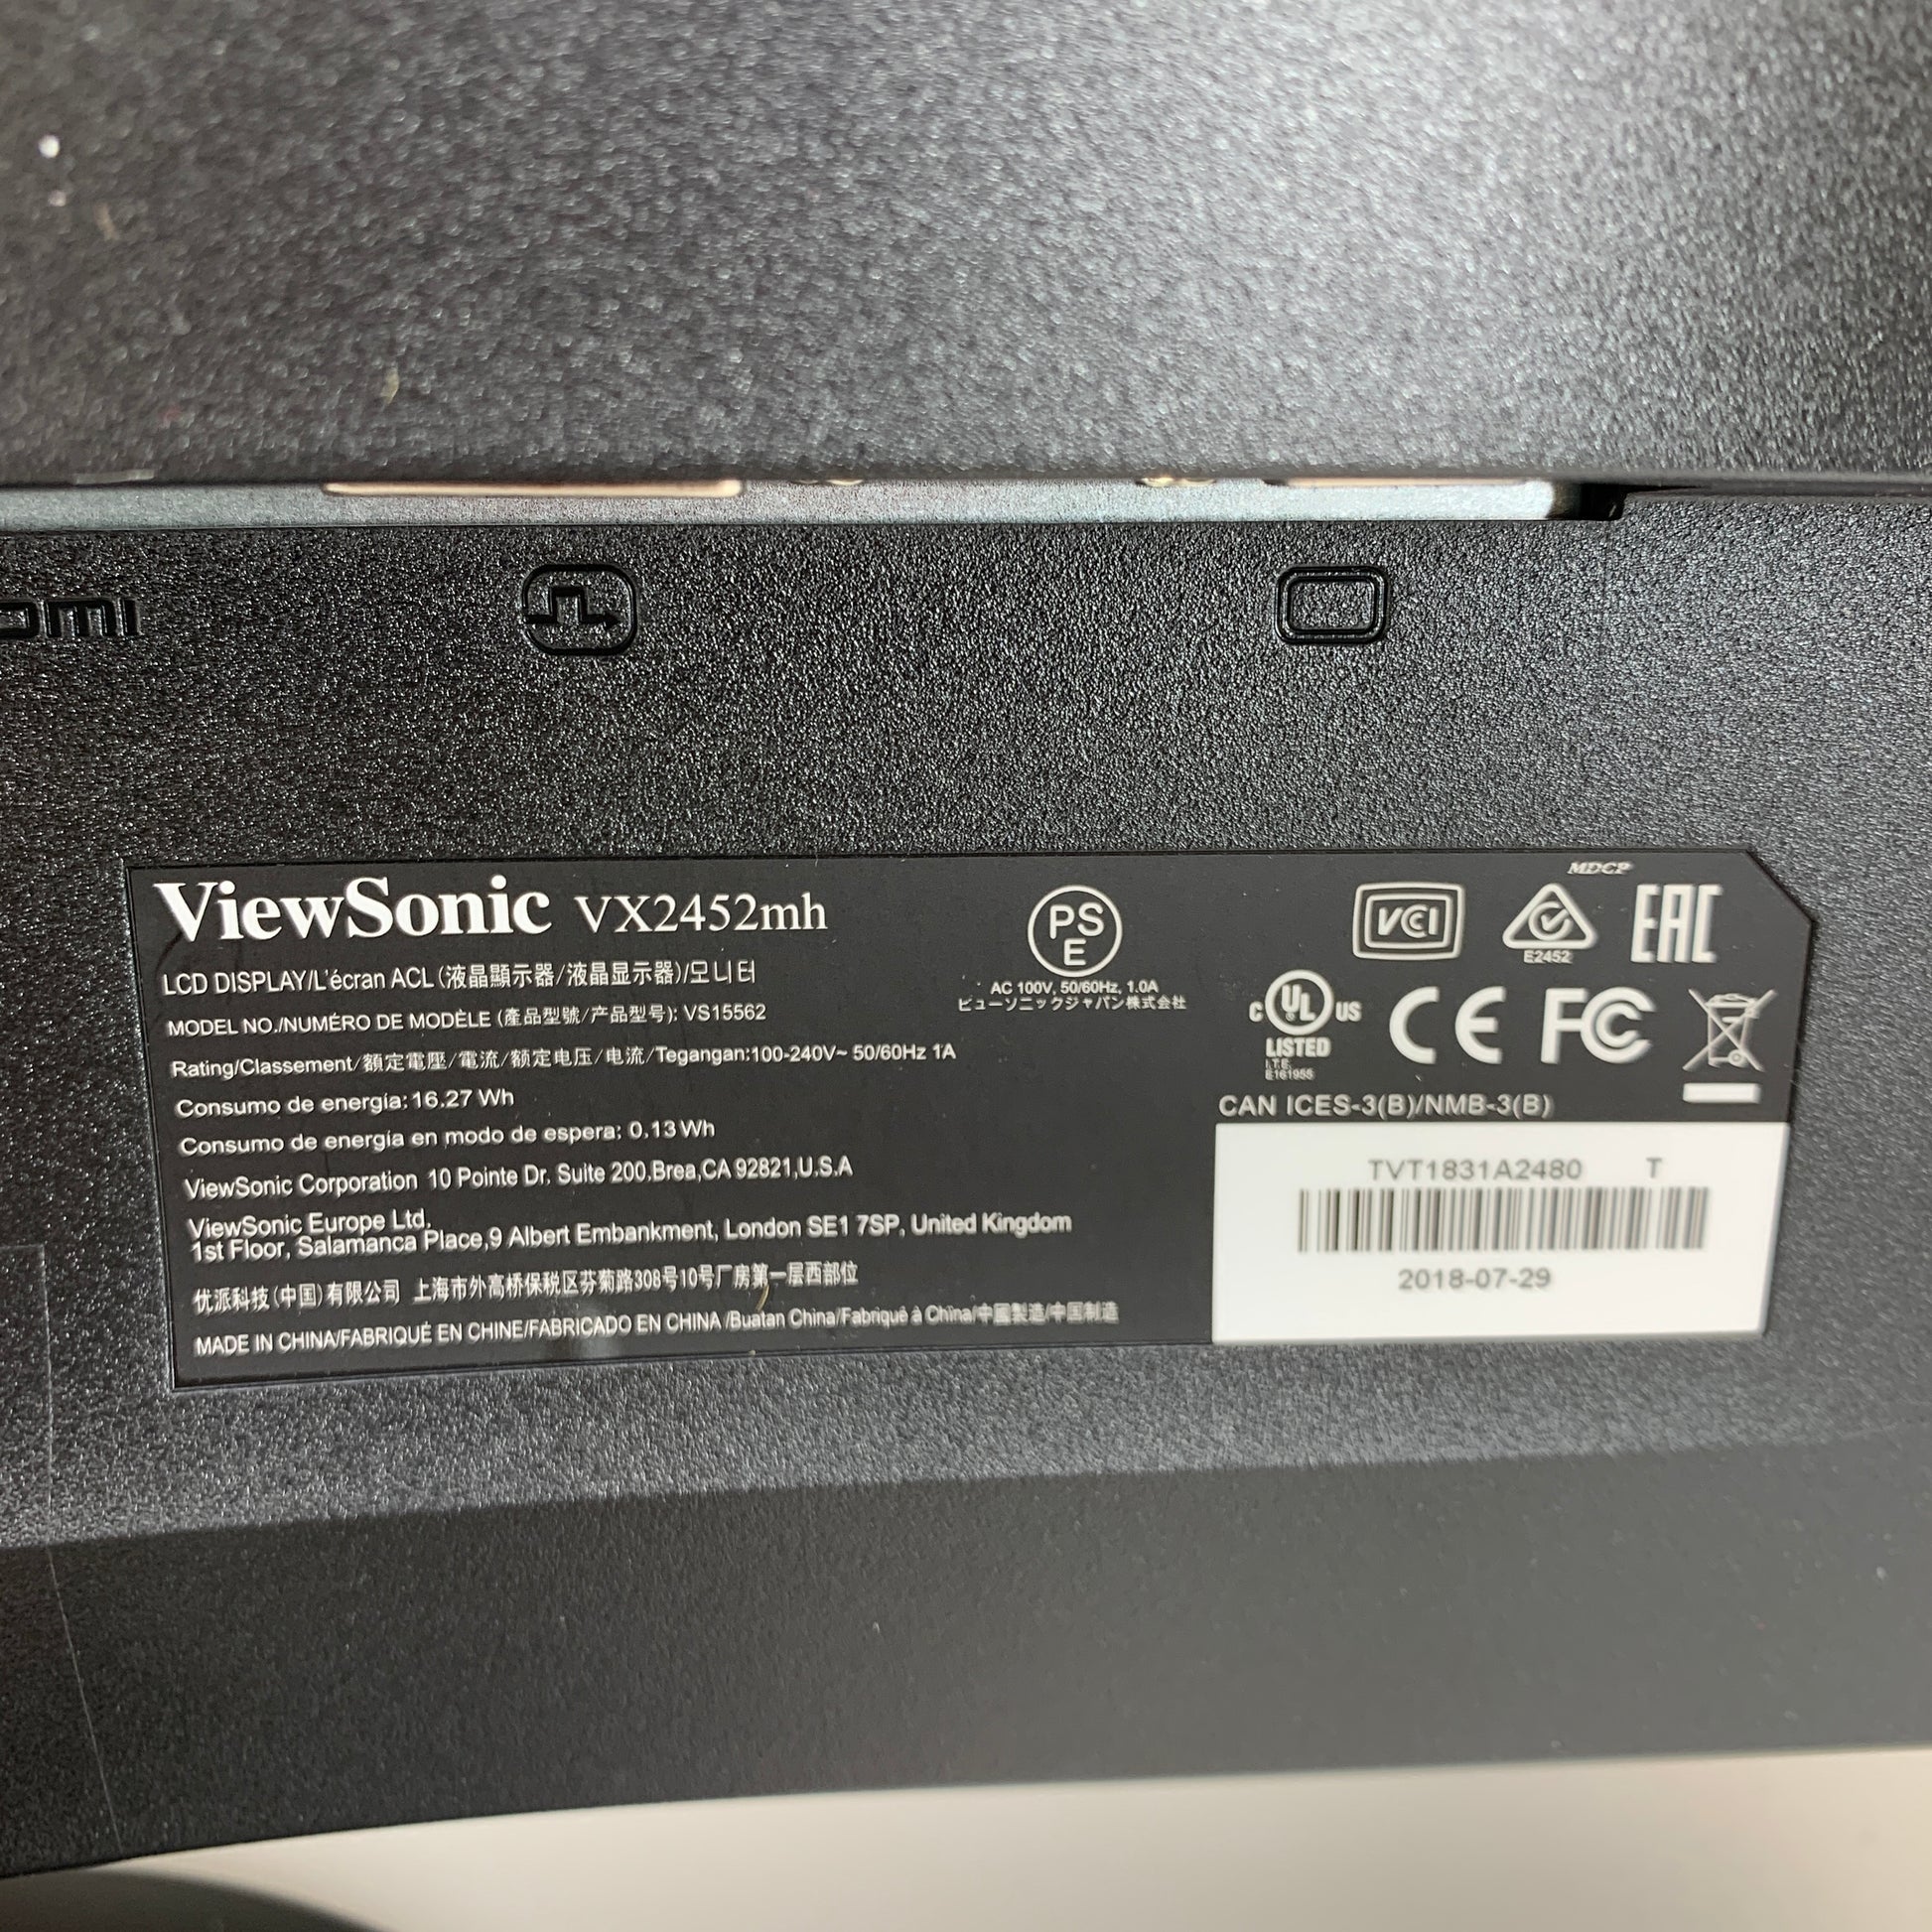 HDMI
ViewSonic VX2452mh
LCD DISPLAY/L'écran ACL (液晶顯示器/液晶显示器)/모니터
MODEL NO./NUMÉRO DE MODÈLE (產品型號/产品型号): VS15562
Rating/Classement/額定電壓/電流/额定电压/电流/Tegangan:100-240V~ 50/60Hz 1A
Consumo de energía: 16.27 Wh
Consumo de energía en modo de espera: 0.13 Wh
ViewSonic Corporation 10 Pointe Dr. Suite 200.Brea,CA 92821,U.S.A
ViewSonic Europe Ltd.
1st Floor, Salamanca Place,9 Albert Embankment, London SE1 7SP, United Kingdom
优派科技(中国)有限公司 上海市外高桥保税区芬菊路308号10号厂房第一层西部位
MADE IN CHINA/FABRIQUÉ EN CHINE/FABRICADO EN CHINA /Buatan China/Fabriqué à China/中國製造/中国制造
PS
E
AC 100V, 50/60Hz, 1.0A
ビューソニックジャパン株式会社
VCCI
MDCP
E2452
EAC
C UL US
LISTED
I.T.E.
E161955
CE FC
CAN ICES-3(B)/NMB-3(B)
TVT1831A2480 T
2018-07-29